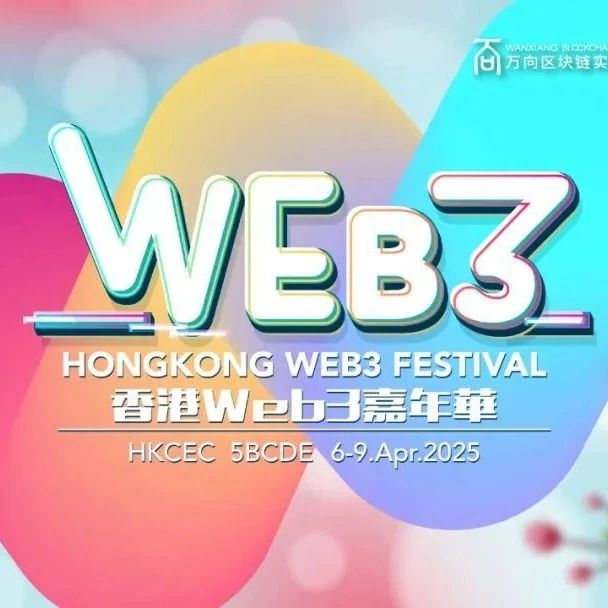 WANXIANG BLOCKCHA
万向区块链实
WEB3
HONGKONG WEB3 FESTIVAL
香港Web3嘉年華
HKCEC 5BCDE 6-9.Apr.2025